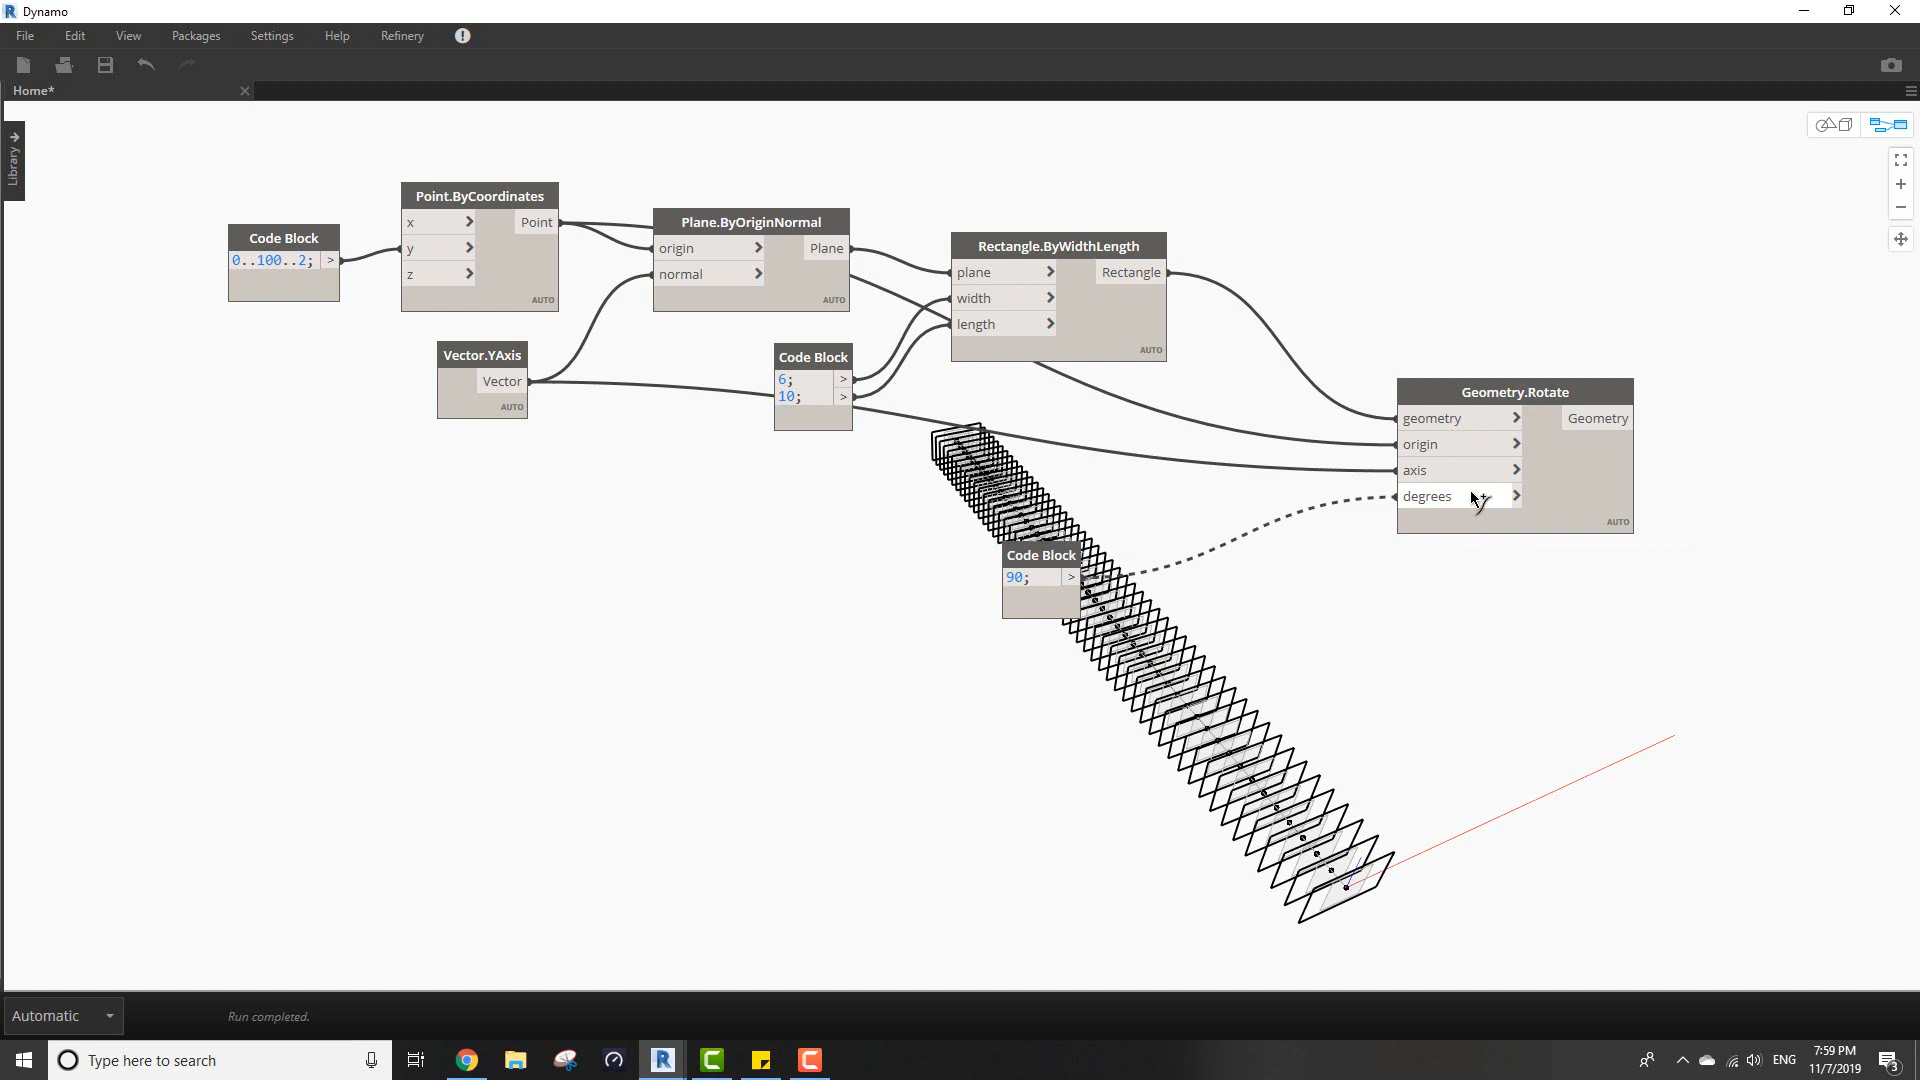 Dynamo
File Edit View Packages Settings Help Refinery
Home*
Library
Code Block
0..100..2; >
Point.ByCoordinates
x > Point
y >
z >
AUTO
Vector.YAxis
Vector
AUTO
Plane.ByOriginNormal
origin > Plane
normal >
AUTO
Code Block
6; >
10; >
Rectangle.ByWidthLength
plane > Rectangle
width >
length >
AUTO
Code Block
90; >
Geometry.Rotate
geometry > Geometry
origin >
axis >
degrees >
AUTO
Automatic
Run completed.
Type here to search
ENG
7:59 PM
11/7/2019
3